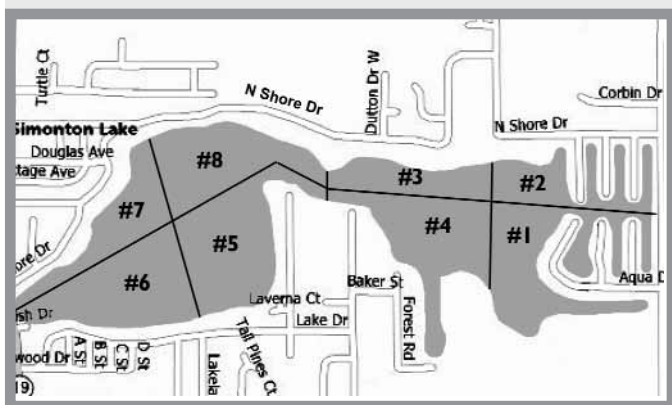 Turtle Ct
N Shore Dr
Dutton Dr W
Corbin Dr
N Shore Dr
Simonton Lake
Douglas Ave
ttage Ave
#8
#3
#2
#7
#5
#4
#1
#6
ore Dr
Baker St
Aqua D
Laverna Ct
Forest Rd
ish Dr
Lake Dr
wood Dr
A St
B St
C St
D St
Tall Pines Ct
Lakela
19